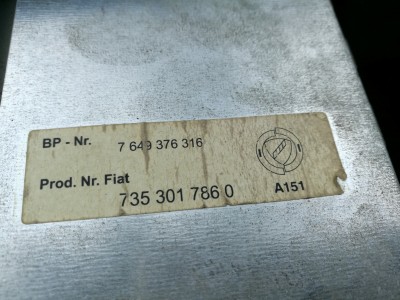 BP - Nr. 7 649 376 316
Prod. Nr. Fiat
735 301 786 0 A151